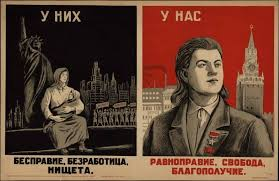 У НИХ
БЕСПРАВИЕ, БЕЗРАБОТИЦА,
НИЩЕТА.
У НАС
РАВНОПРАВИЕ, СВОБОДА,
БЛАГОПОЛУЧИЕ.